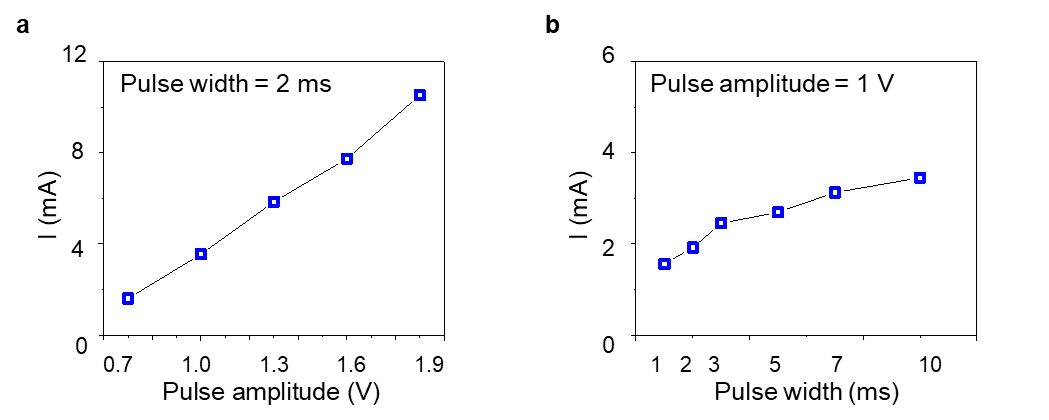 a
12
8
4
0
I (mA)
Pulse width = 2 ms
0.7 1.0 1.3 1.6 1.9
Pulse amplitude (V)
b
6
4
2
0
I (mA)
Pulse amplitude = 1 V
1 2 3 5 7 10
Pulse width (ms)